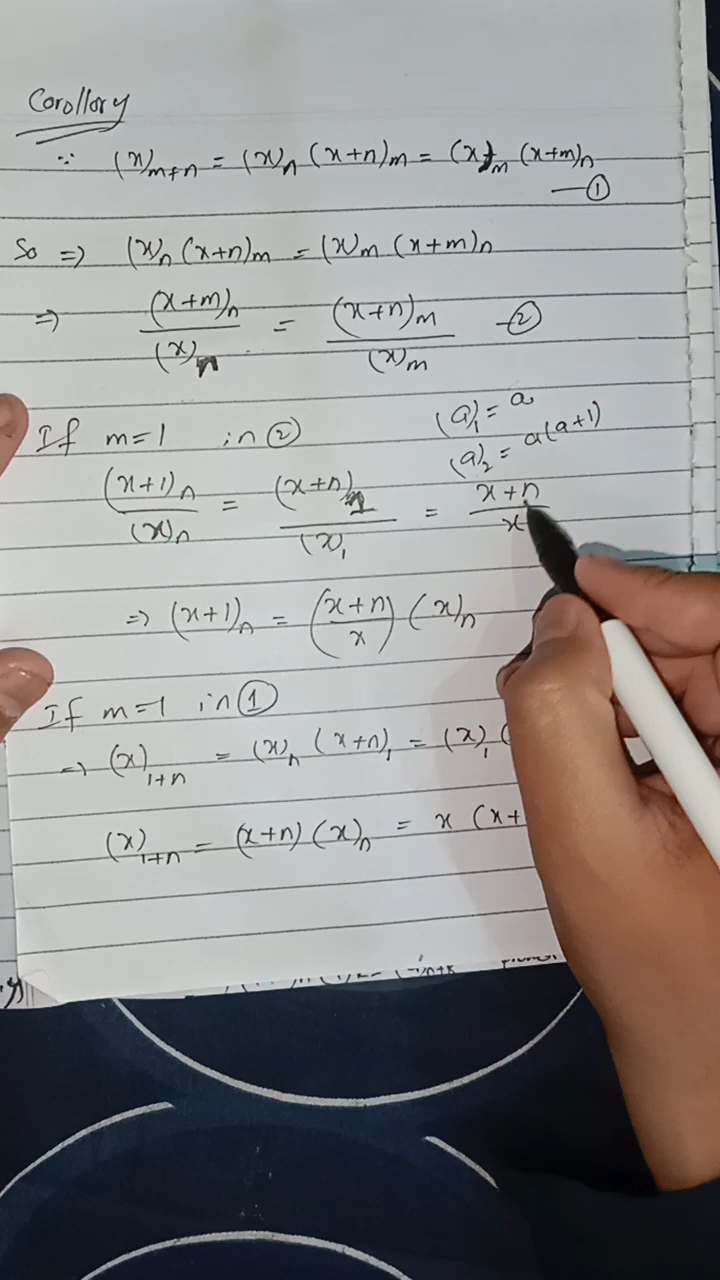 Corollory
∵ (x)m+n = (x)n (x+n)m = (x)m (x+m)n
—①
So ⇒ (x)n (x+n)m = (x)m (x+m)n
⇒ (x+m)n / (x)n = (x+n)m / (x)m —②
If m=1 in ②
(a)1 = a
(a)2 = a(a+1)
(x+1)n / (x)n = (x+n)1 / (x)1 = x+n / x
⇒ (x+1)n = (x+n / x) (x)n
If m=1 in ①
⇒ (x)1+n = (x)n (x+n)1 = (x)1 (
(x)1+n = (x+n) (x)n = x (x+